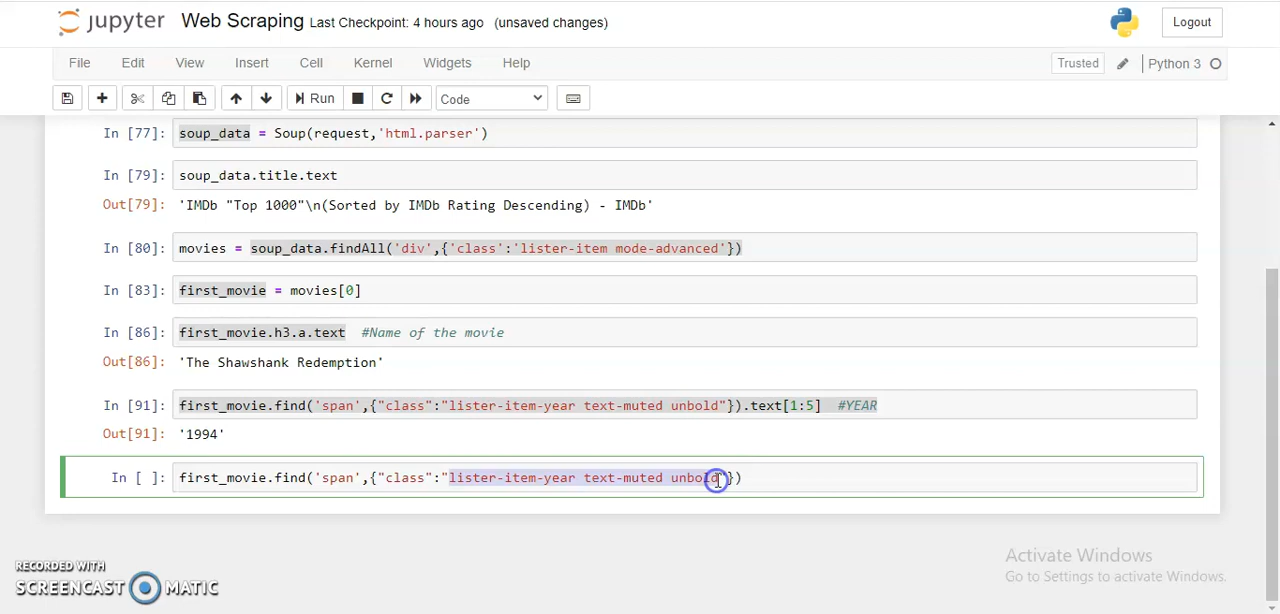 jupyter Web Scraping Last Checkpoint: 4 hours ago (unsaved changes) Logout
File Edit View Insert Cell Kernel Widgets Help Trusted Python 3
Run Code
In [77]: soup_data = Soup(request,'html.parser')
In [79]: soup_data.title.text
Out[79]: 'IMDb "Top 1000"\n(Sorted by IMDb Rating Descending) - IMDb'
In [80]: movies = soup_data.findAll('div',{'class':'lister-item mode-advanced'})
In [83]: first_movie = movies[0]
In [86]: first_movie.h3.a.text #Name of the movie
Out[86]: 'The Shawshank Redemption'
In [91]: first_movie.find('span',{"class":"lister-item-year text-muted unbold"}).text[1:5] #YEAR
Out[91]: '1994'
In [ ]: first_movie.find('span',{"class":"lister-item-year text-muted unbold"})
Activate Windows
Go to Settings to activate Windows.
RECORDED WITH
SCREENCAST MATIC